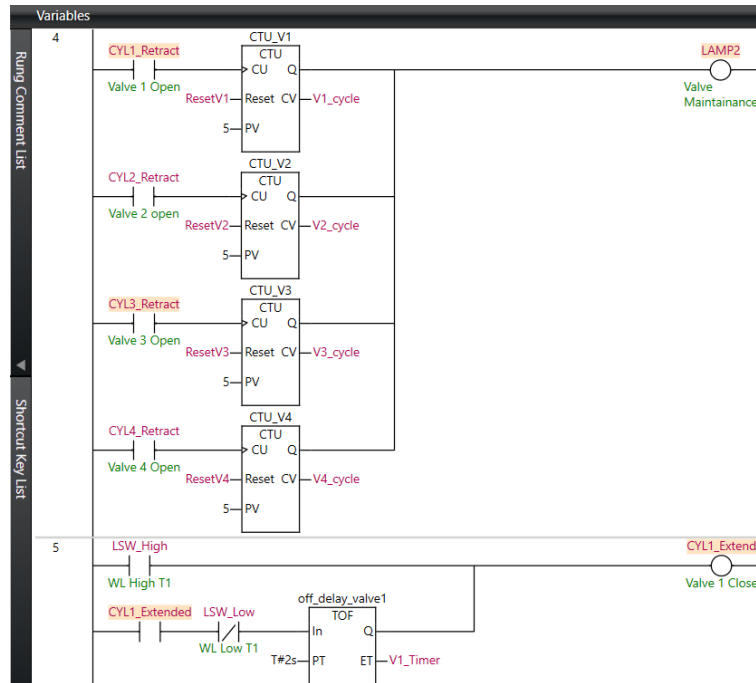 Variables
Rung Comment List
Shortcut Key List
4
CYL1_Retract
Valve 1 Open
CTU_V1
CTU
CU Q
ResetV1 Reset CV V1_cycle
5 PV
LAMP2
Valve
Maintainance
CYL2_Retract
Valve 2 open
CTU_V2
CTU
CU Q
ResetV2 Reset CV V2_cycle
5 PV
CYL3_Retract
Valve 3 Open
CTU_V3
CTU
CU Q
ResetV3 Reset CV V3_cycle
5 PV
CYL4_Retract
Valve 4 Open
CTU_V4
CTU
CU Q
ResetV4 Reset CV V4_cycle
5 PV
5
LSW_High
WL High T1
CYL1_Extend
Valve 1 Close
CYL1_Extended
LSW_Low
WL Low T1
off_delay_valve1
TOF
In Q
T#2s PT ET V1_Timer